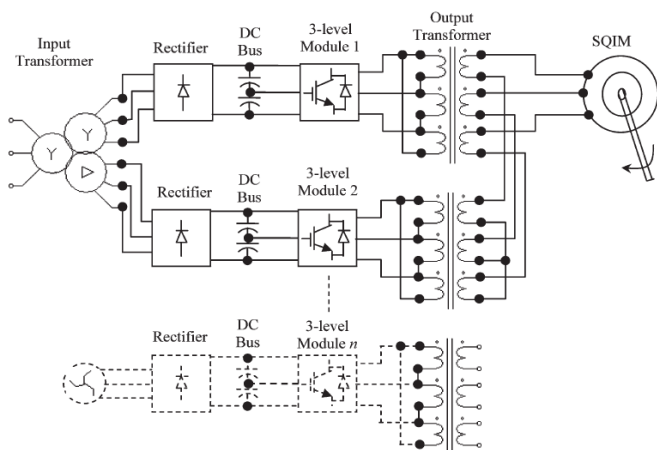 Input
Transformer
Rectifier
DC
Bus
3-level
Module 1
Output
Transformer
SQIM
Y
Y
Rectifier
DC
Bus
3-level
Module 2
Rectifier
DC
Bus
3-level
Module n